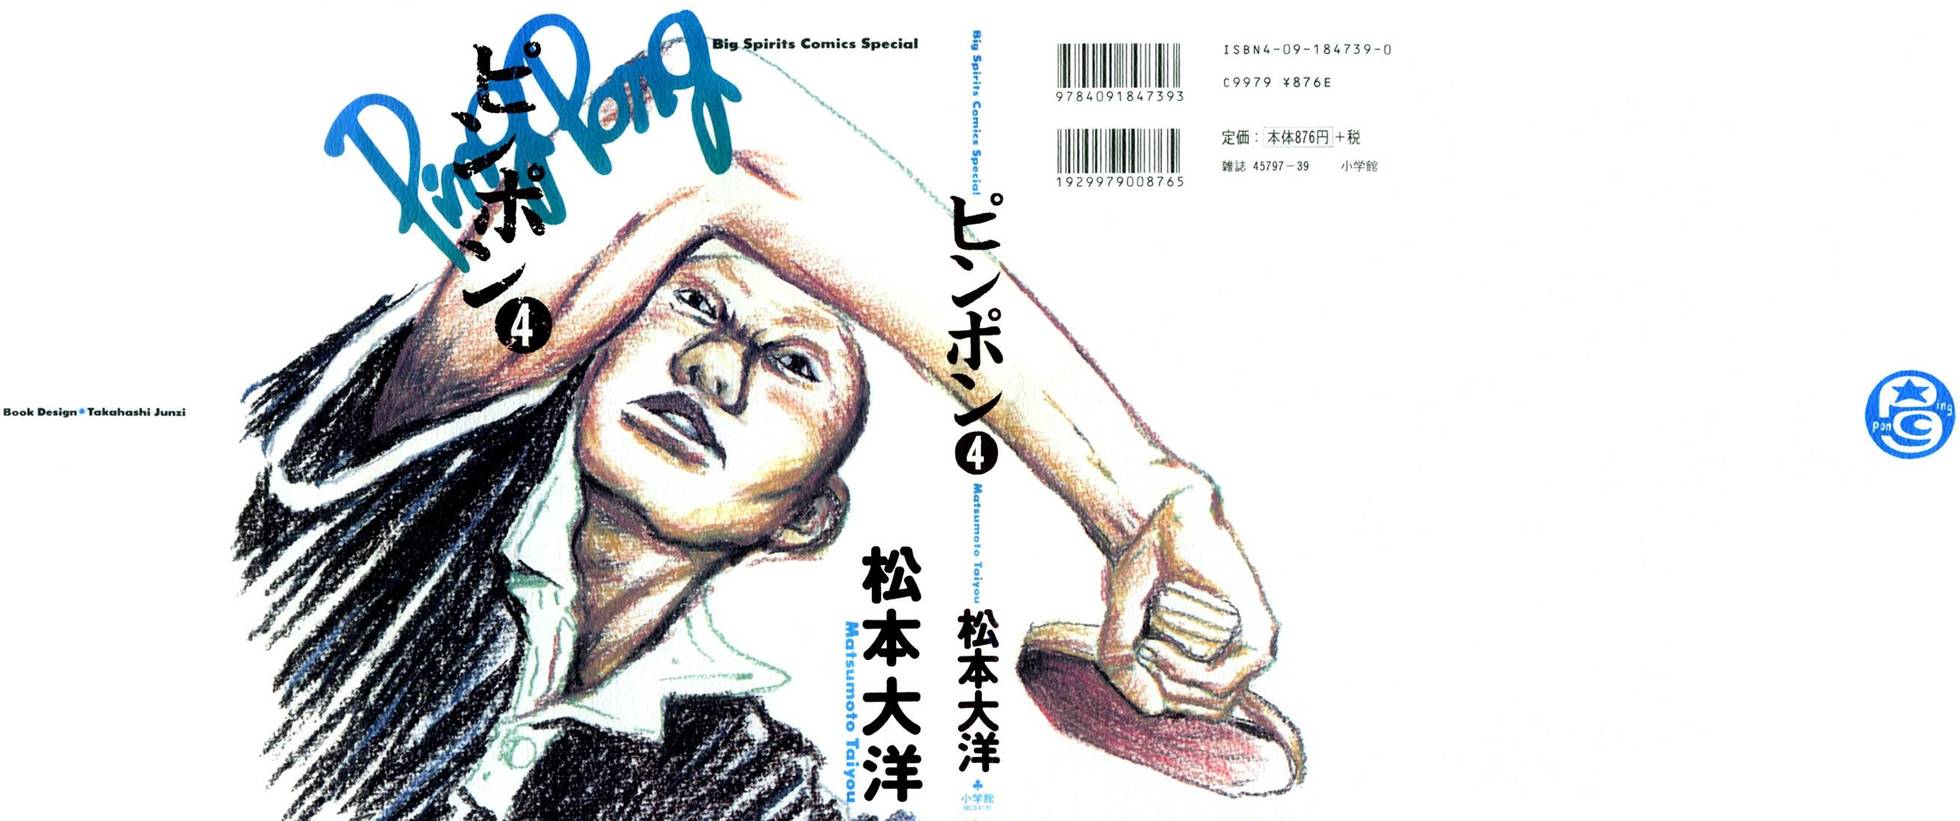 Book Design●Takahashi Junzi
Ping Pong
ピンポン
4
Big Spirits Comics Special
松本大洋
Matsumoto Taiyou
Big Spirits Comics Special
ピンポン
4
Matsumoto Taiyou
松本大洋
小学館
9784091847393
1929979008765
ISBN4-09-184739-0
C9979 ¥876E
定価：本体876円+税
雑誌 45797-39 小学館
Ping
pong